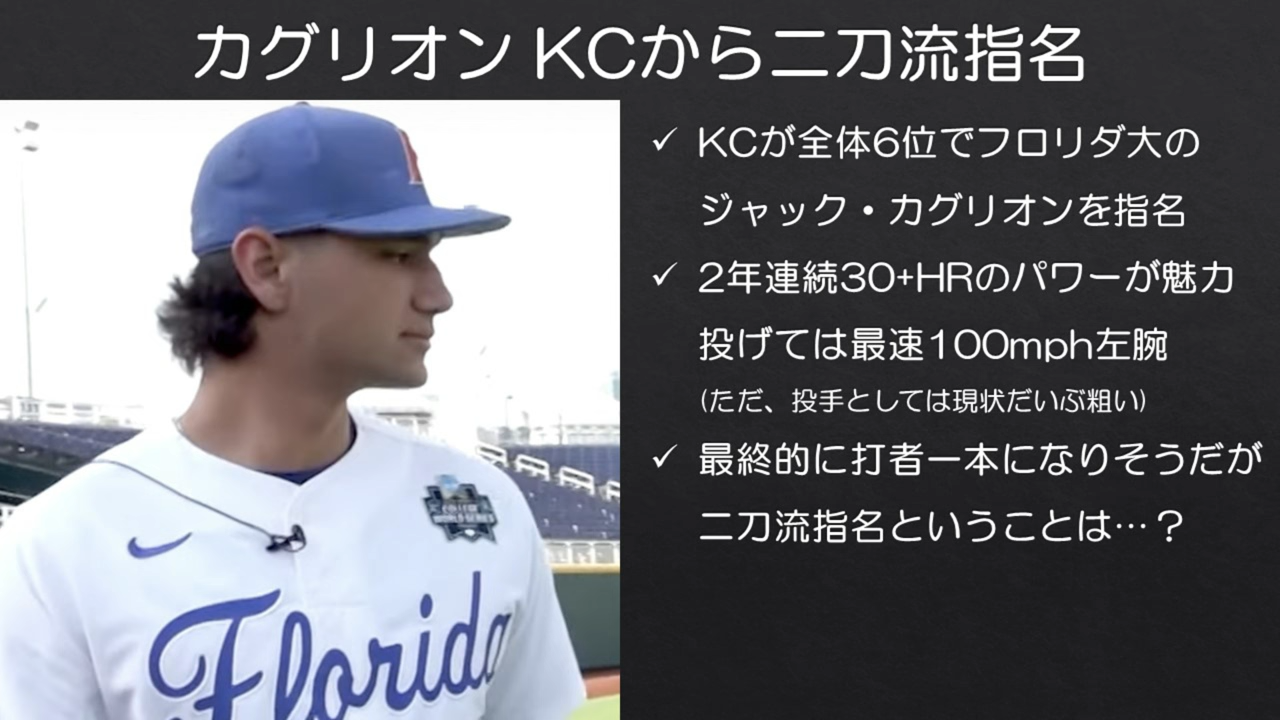 カグリオン KCから二刀流指名
✓ KCが全体6位でフロリダ大の
ジャック・カグリオンを指名
✓ 2年連続30+HRのパワーが魅力
投げては最速100mph左腕
(ただ、投手としては現状だいぶ粗い)
✓ 最終的に打者一本になりそうだが
二刀流指名ということは…？
COLLEGE
WORLD SERIES
Florida